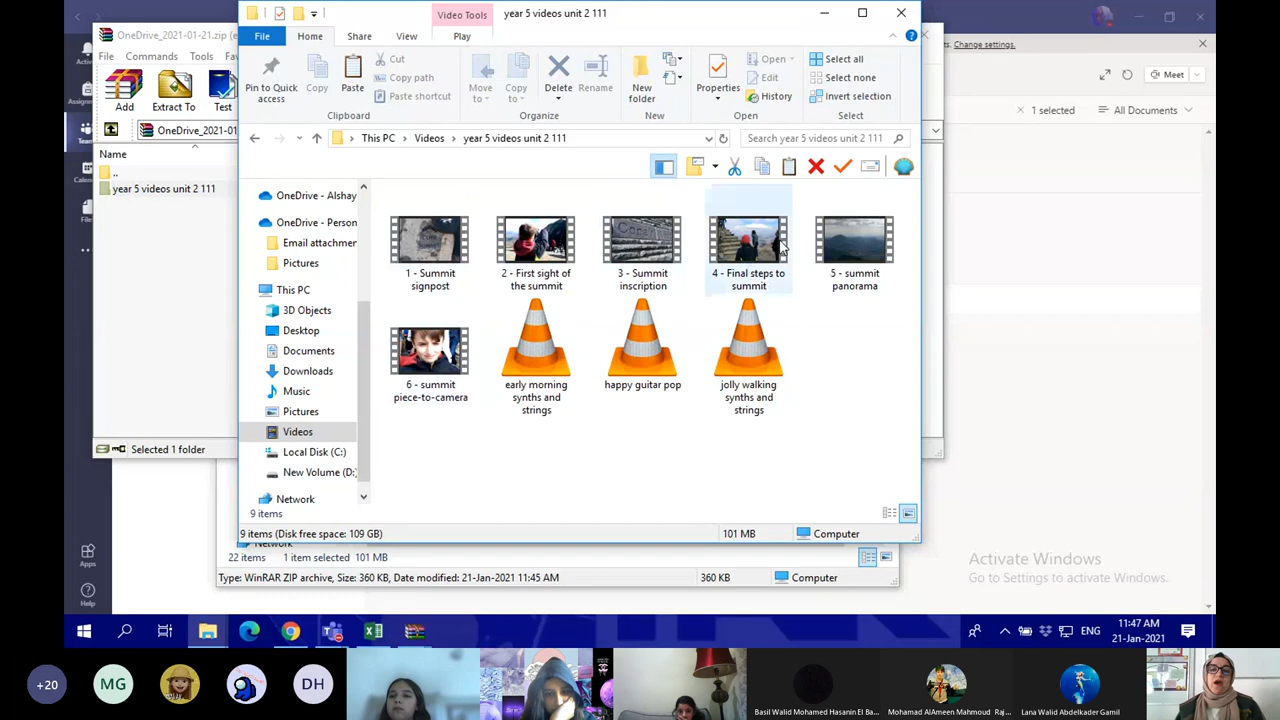 OneDrive_2021-01-21.zip (e
File
Commands
Tools
Fav
Add
Extract To
Test
OneDrive_2021-01
Name
..
year 5 videos unit 2 111
Selected 1 folder
Video Tools
year 5 videos unit 2 111
File
Home
Share
View
Play
Pin to Quick access
Copy
Paste
Cut
Copy path
Paste shortcut
Clipboard
Move to
Copy to
Delete
Rename
Organize
New folder
New
Properties
Open
Edit
History
Open
Select all
Select none
Invert selection
Select
This PC
Videos
year 5 videos unit 2 111
Search year 5 videos unit 2 111
OneDrive - Alshay
OneDrive - Person
Email attachmer
Pictures
This PC
3D Objects
Desktop
Documents
Downloads
Music
Pictures
Videos
Local Disk (C:)
New Volume (D:)
Network
1 - Summit signpost
2 - First sight of the summit
3 - Summit inscription
4 - Final steps to summit
5 - summit panorama
6 - summit piece-to-camera
early morning synths and strings
happy guitar pop
jolly walking synths and strings
9 items
9 items (Disk free space: 109 GB)
101 MB
Computer
22 items
1 item selected 101 MB
Type: WinRAR ZIP archive, Size: 360 KB, Date modified: 21-Jan-2021 11:45 AM
360 KB
Computer
ts. Change settings.
Meet
1 selected
All Documents
Apps
Help
Activate Windows
Go to Settings to activate Windows.
ENG
11:47 AM
21-Jan-2021
+20
MG
DH
Basil Walid Mohamed Hasanin El Ba...
Mohamad AlAmeen Mahmoud Raj...
Lana Walid Abdelkader Gamil